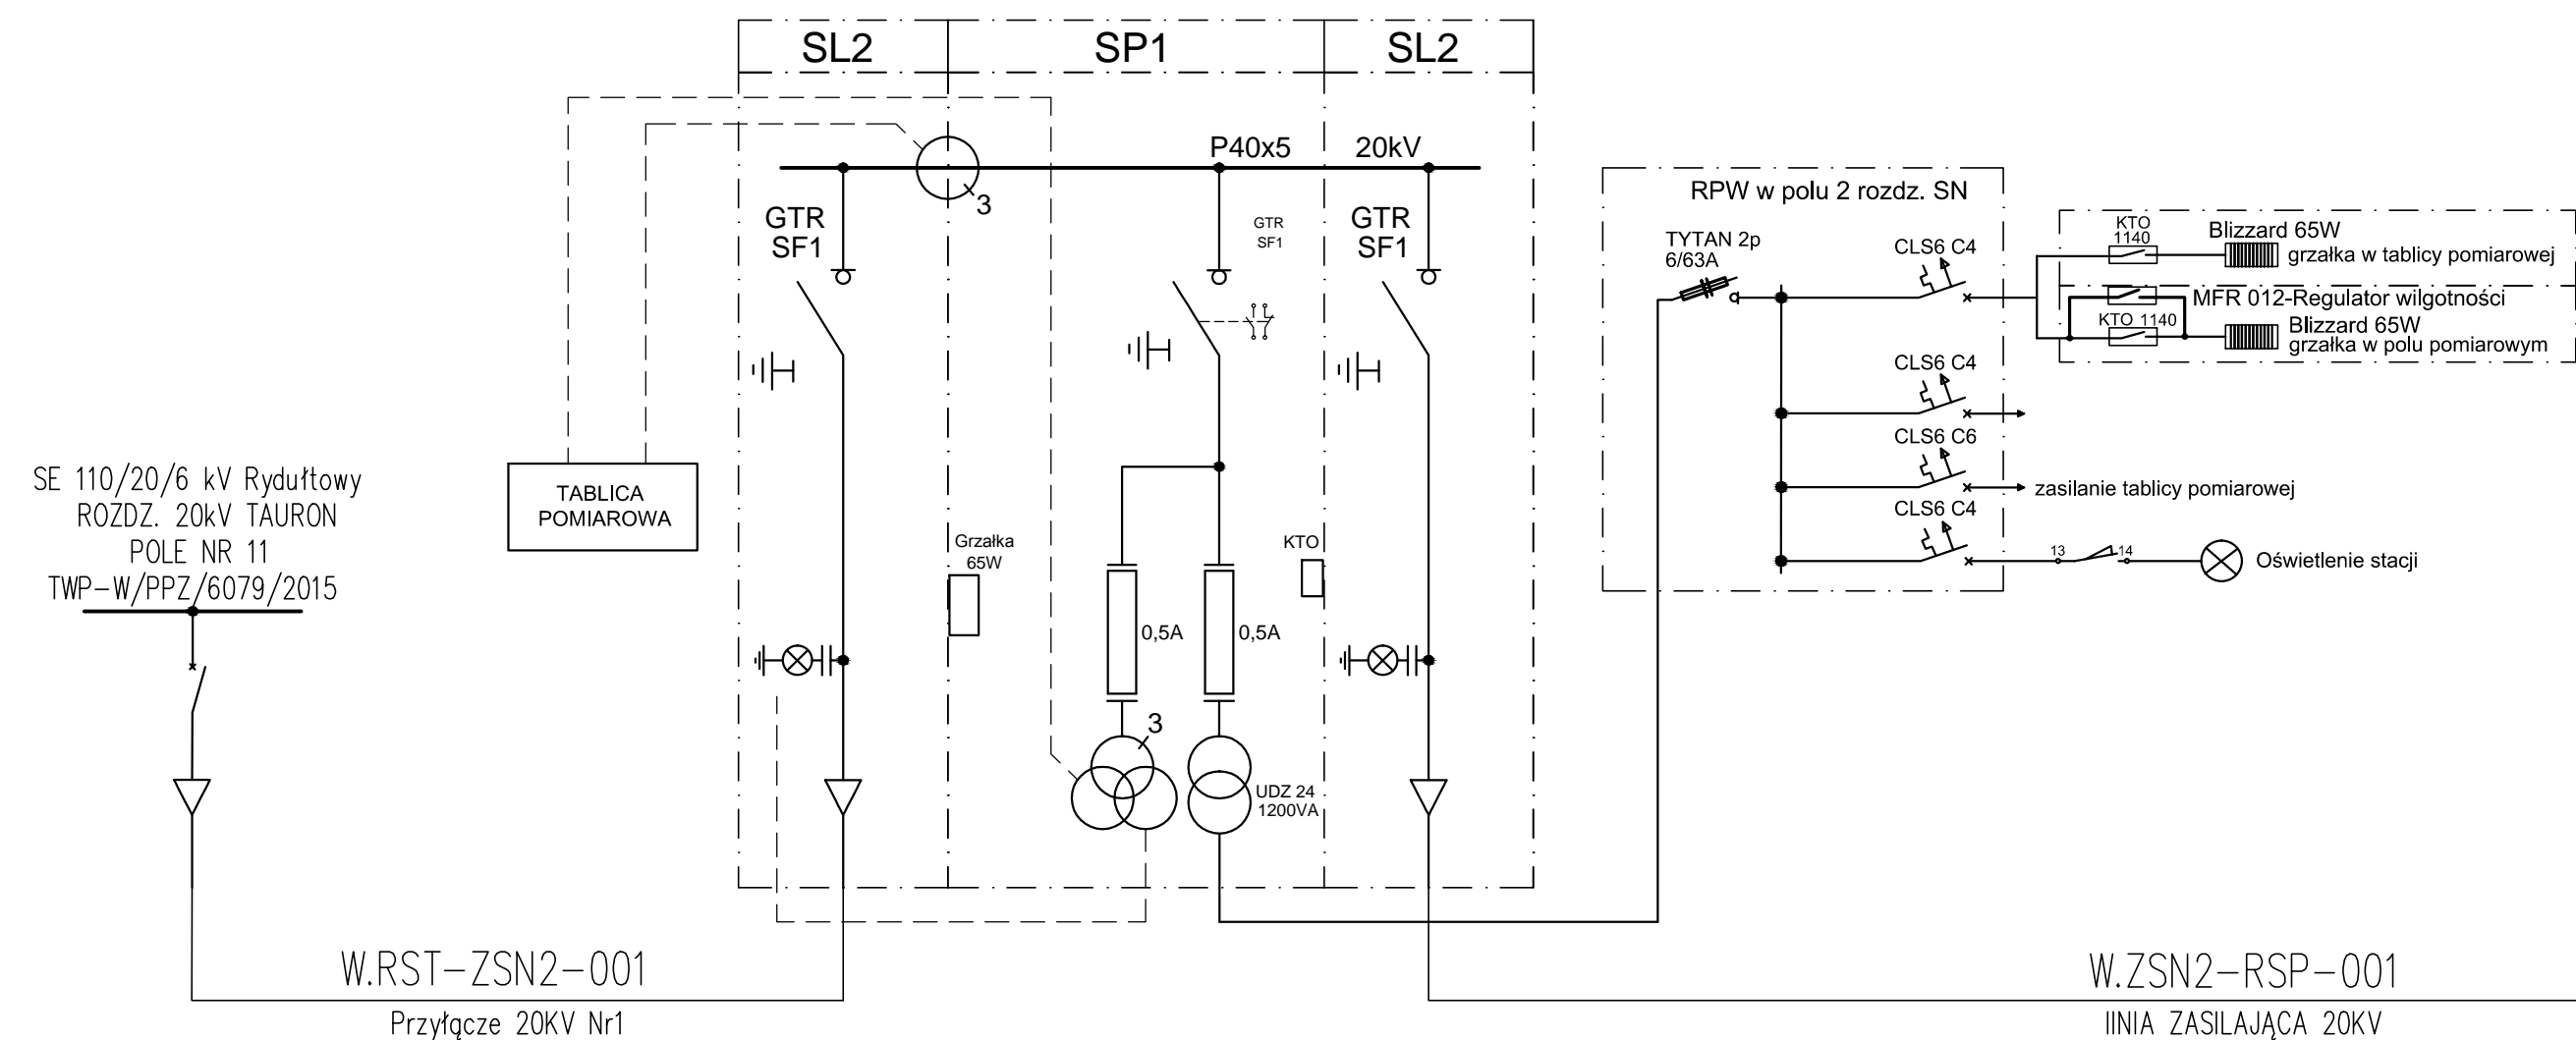 SL2
SP1
SL2
P40x5
20kV
3
GTR
SF1
GTR
SF1
GTR
SF1
RPW w polu 2 rozdz. SN
TYTAN 2p
6/63A
CLS6 C4
KTO
1140
Blizzard 65W
grzałka w tablicy pomiarowej
MFR 012-Regulator wilgotności
KTO 1140
Blizzard 65W
grzałka w polu pomiarowym
CLS6 C4
CLS6 C6
zasilanie tablicy pomiarowej
CLS6 C4
13
14
Oświetlenie stacji
SE 110/20/6 kV Rydułtowy
ROZDZ. 20kV TAURON
POLE NR 11
TWP-W/PPZ/6079/2015
TABLICA
POMIAROWA
Grzałka
65W
KTO
0,5A
0,5A
3
UDZ 24
1200VA
W.RST-ZSN2-001
Przyłącze 20KV Nr1
W.ZSN2-RSP-001
lINIA ZASILAJĄCA 20KV